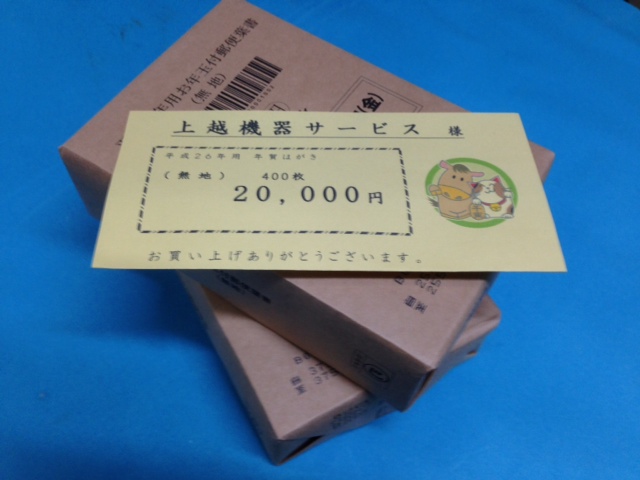 年用お年玉付郵便葉書
（無地）
上越機器サービス 様
平成２６年用 年賀はがき
（無地） 400枚
20,000円
お買い上げありがとうございます。